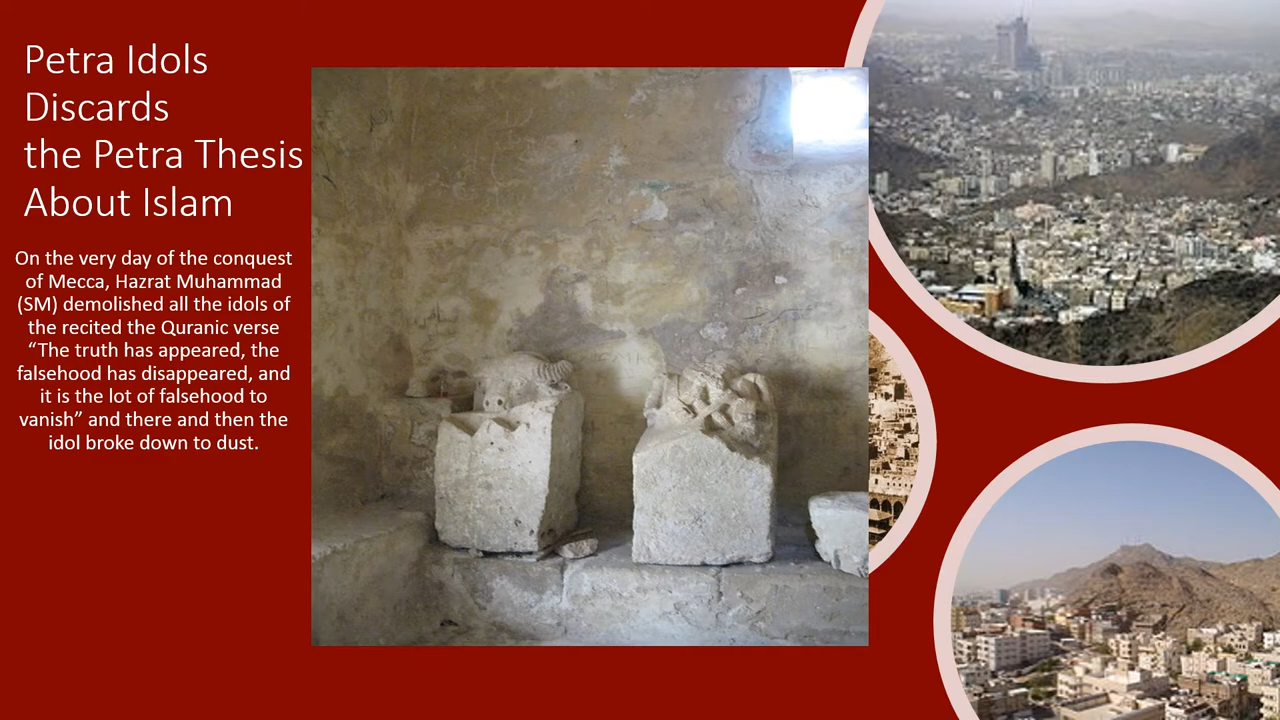 Petra Idols
Discards
the Petra Thesis
About Islam
On the very day of the conquest
of Mecca, Hazrat Muhammad
(SM) demolished all the idols of
the recited the Quranic verse
“The truth has appeared, the
falsehood has disappeared, and
it is the lot of falsehood to
vanish” and there and then the
idol broke down to dust.